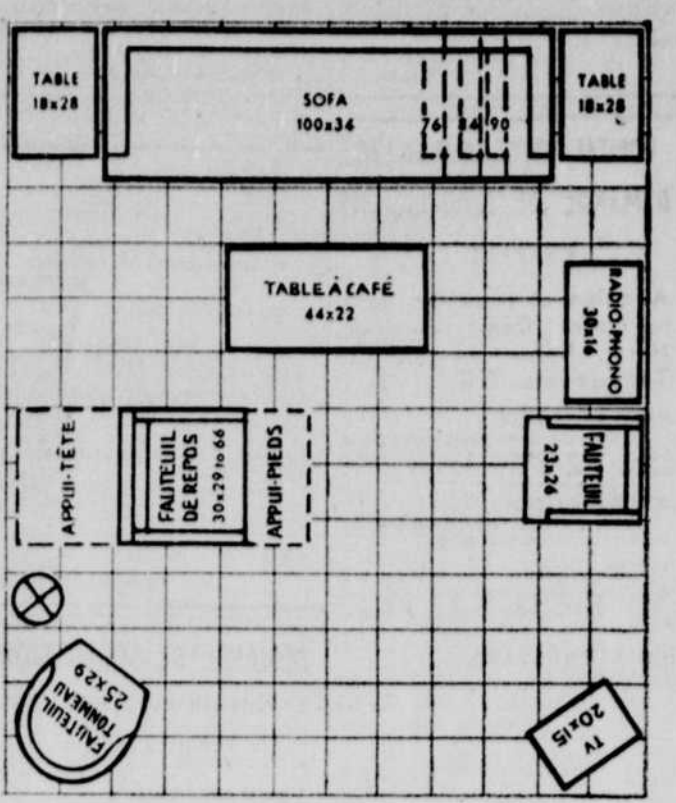 TABLE
18x28
SOFA
100x36
76 84 90
TABLE
18x28
TABLE À CAFÉ
44x22
RADIO-PHONO
30x16
APPUI-TÊTE
FAUTEUIL
DE REPOS
30x29 to 66
APPUI-PIEDS
FAUTEUIL
23x26
FAUTEUIL
TONNEAU
25x29
TV
20x15